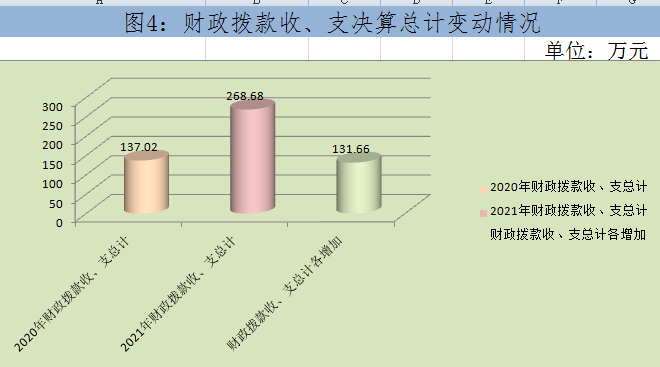 A B C D E F G
图4：财政拨款收、支决算总计变动情况
单位：万元
300
250
200
150
100
50
0
137.02
268.68
131.66
2020年财政拨款收、支总计
2021年财政拨款收、支总计
财政拨款收、支总计各增加
2020年财政拨款收、支总计
2021年财政拨款收、支总计
财政拨款收、支总计各增加